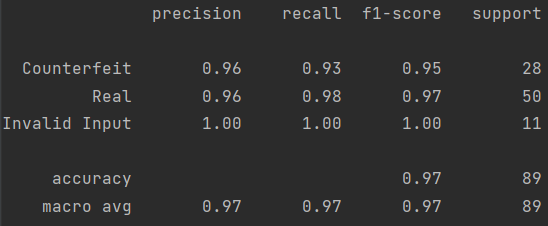 precision recall f1-score support
Counterfeit 0.96 0.93 0.95 28
Real 0.96 0.98 0.97 50
Invalid Input 1.00 1.00 1.00 11
accuracy 0.97 89
macro avg 0.97 0.97 0.97 89